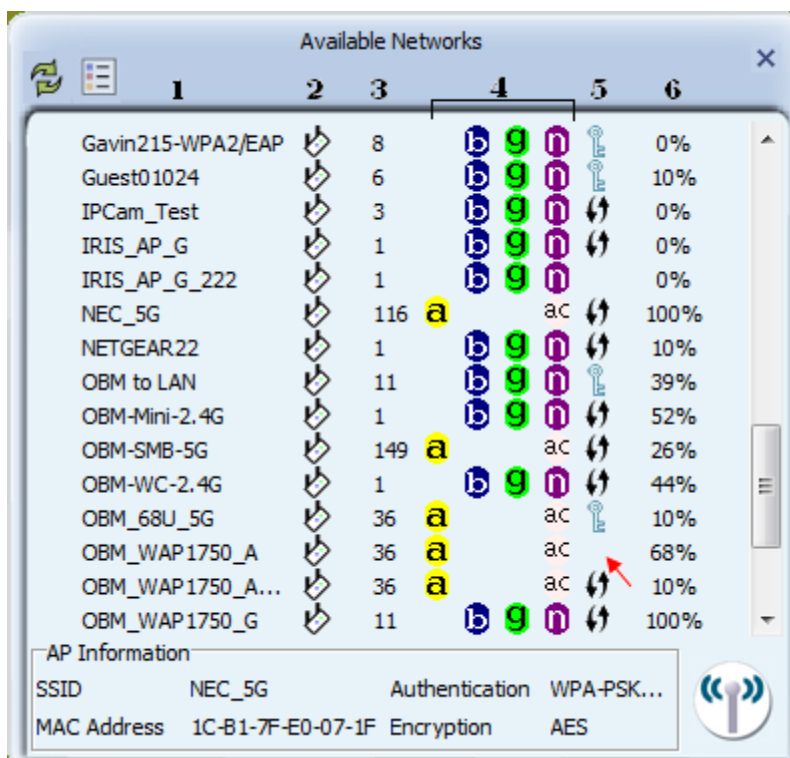 Available Networks
1 2 3 4 5 6
Gavin215-WPA2/EAP 8 b g n 0%
Guest01024 6 b g n 10%
IPCam_Test 3 b g n 0%
IRIS_AP_G 1 b g n 0%
IRIS_AP_G_222 1 b g n 0%
NEC_5G 116 a ac 100%
NETGEAR22 1 b g n 10%
OBM to LAN 11 b g n 39%
OBM-Mini-2.4G 1 b g n 52%
OBM-SMB-5G 149 a ac 26%
OBM-WC-2.4G 1 b g n 44%
OBM_68U_5G 36 a ac 10%
OBM_WAP1750_A 36 a ac 68%
OBM_WAP1750_A... 36 a ac 10%
OBM_WAP1750_G 11 b g n 100%
AP Information
SSID NEC_5G Authentication WPA-PSK...
MAC Address 1C-B1-7F-E0-07-1F Encryption AES